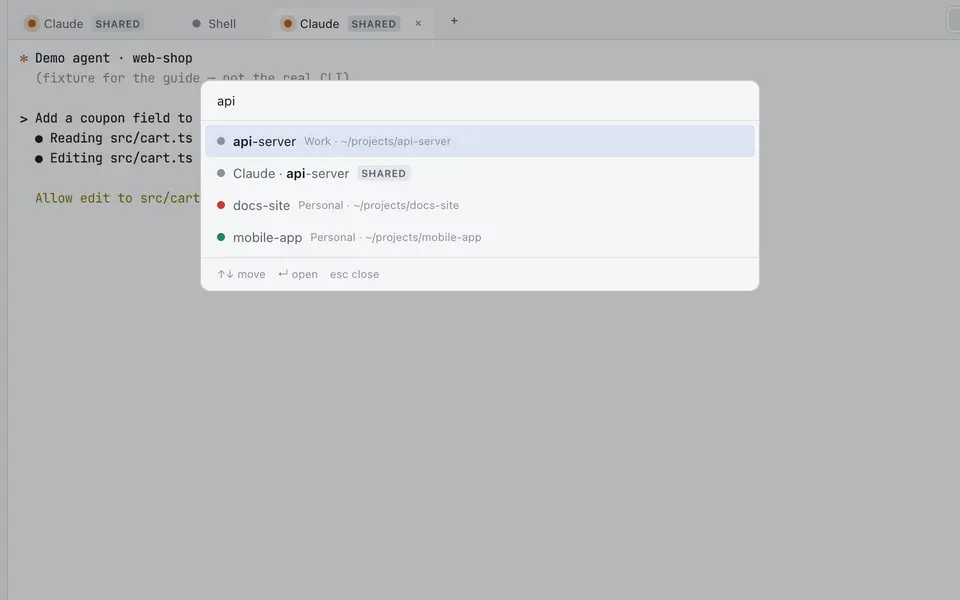 Claude SHARED Shell Claude SHARED × +
* Demo agent · web-shop
(fixture for the guide — not the real CLI)
api
> Add a coupon field to
● Reading src/cart.ts
● Editing src/cart.ts
Allow edit to src/cart
api-server Work · ~/projects/api-server
Claude · api-server SHARED
docs-site Personal · ~/projects/docs-site
mobile-app Personal · ~/projects/mobile-app
↑↓ move ↵ open esc close